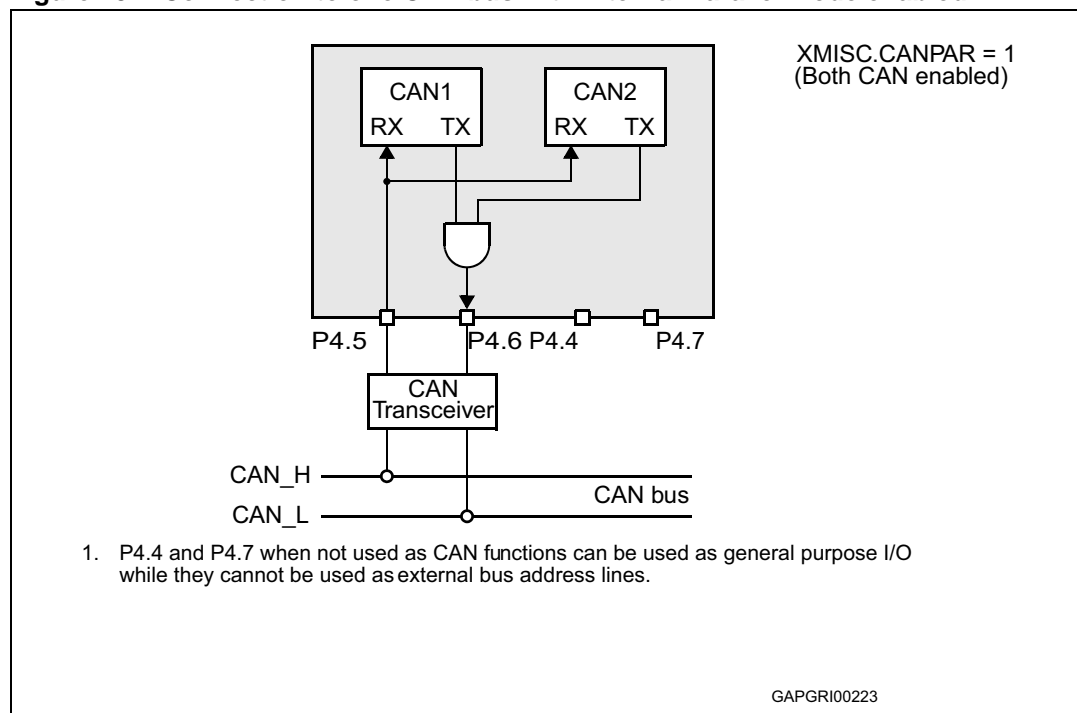 XMISC.CANPAR = 1
(Both CAN enabled)
CAN1
RX TX
CAN2
RX TX
P4.5
P4.6
P4.4
P4.7
CAN
Transceiver
CAN_H
CAN bus
CAN_L
1. P4.4 and P4.7 when not used as CAN functions can be used as general purpose I/O
while they cannot be used as external bus address lines.
GAPGRI00223